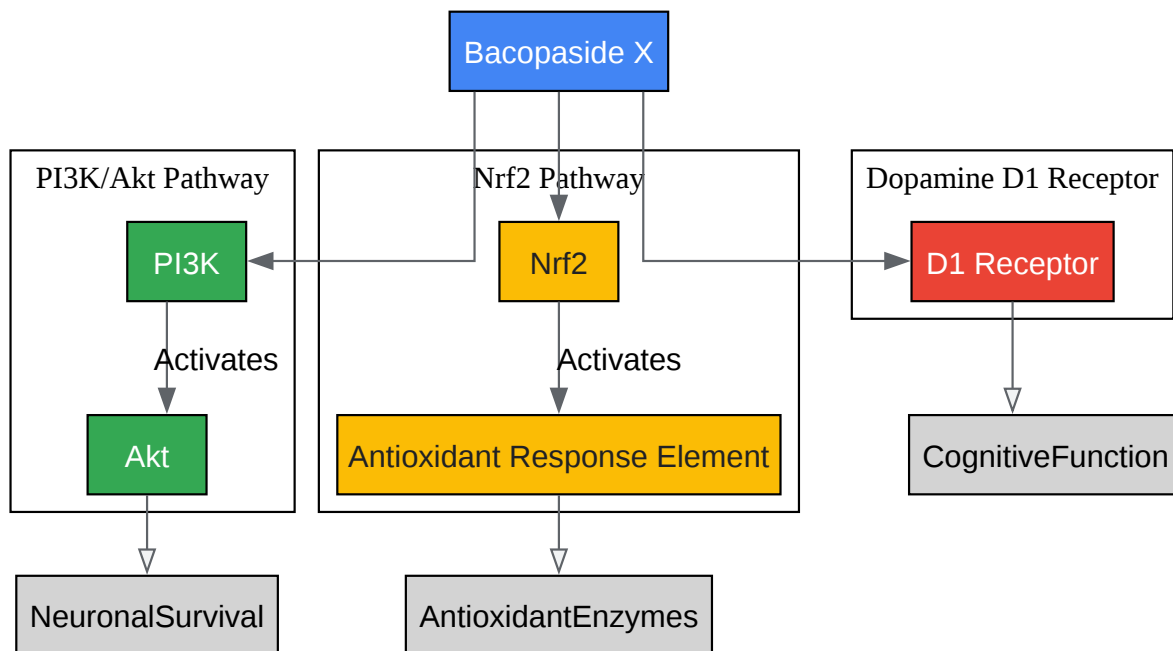 Bacopaside X
PI3K/Akt Pathway
Nrf2 Pathway
Dopamine D1 Receptor
PI3K
Nrf2
D1 Receptor
Activates
Activates
Akt
Antioxidant Response Element
CognitiveFunction
NeuronalSurvival
AntioxidantEnzymes